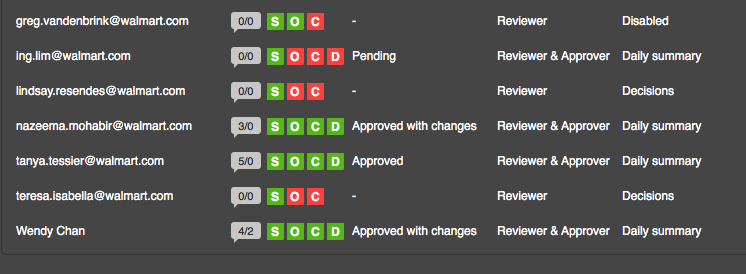 greg.vandenbrink@walmart.com 0/0 S O C - Reviewer Disabled
ing.lim@walmart.com 0/0 S O C D Pending Reviewer & Approver Daily summary
lindsay.resendes@walmart.com 0/0 S O C - Reviewer Decisions
nazeema.mohabir@walmart.com 3/0 S O C D Approved with changes Reviewer & Approver Daily summary
tanya.tessier@walmart.com 5/0 S O C D Approved Reviewer & Approver Daily summary
teresa.isabella@walmart.com 0/0 S O C - Reviewer Decisions
Wendy Chan 4/2 S O C D Approved with changes Reviewer & Approver Daily summary